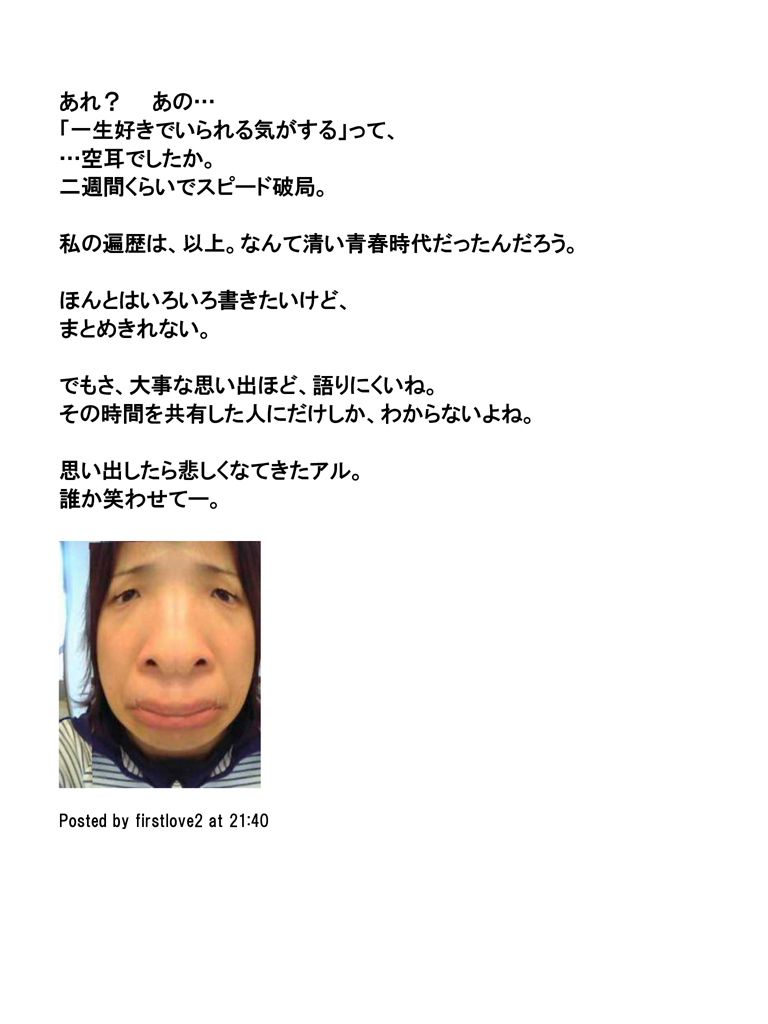 あれ？　あの…
「一生好きでいられる気がする」って、
…空耳でしたか。
二週間くらいでスピード破局。
私の遍歴は、以上。なんて清い青春時代だったんだろう。
ほんとはいろいろ書きたいけど、
まとめきれない。
でもさ、大事な思い出ほど、語りにくいね。
その時間を共有した人にだけしか、わからないよね。
思い出したら悲しくなてきたアル。
誰か笑わせてー。
Posted by firstlove2 at 21:40